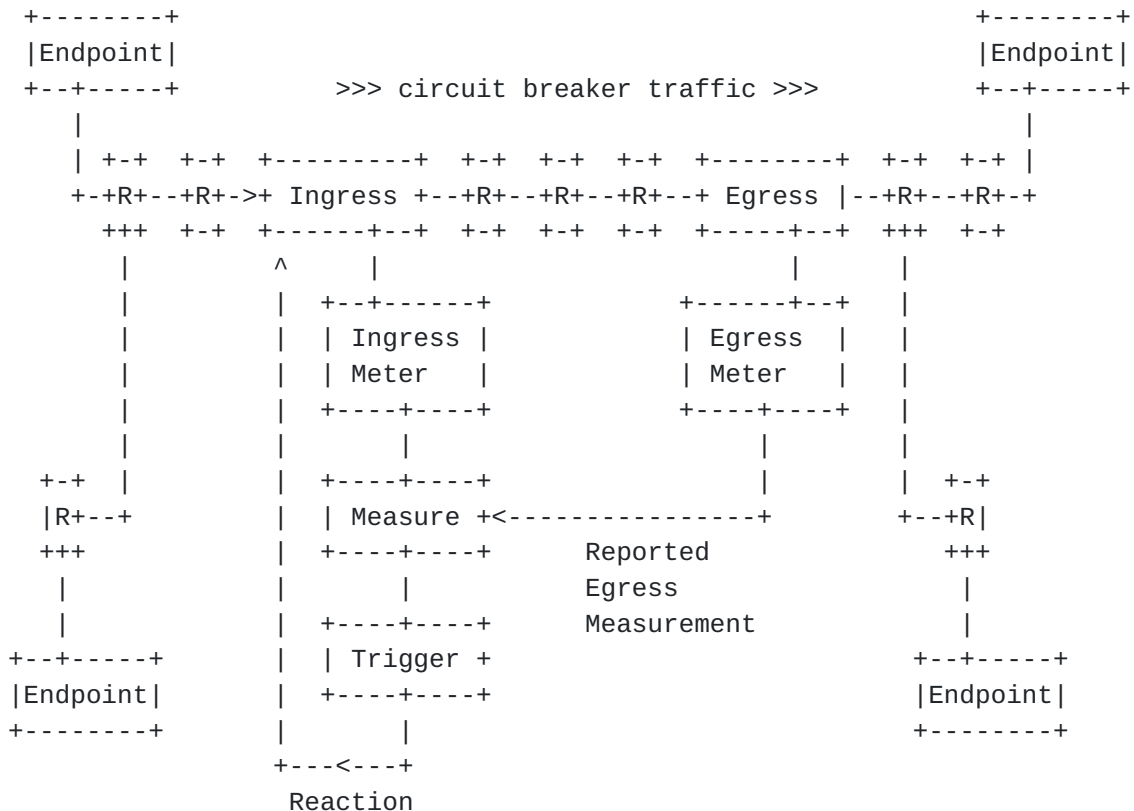 +--------+                                                   +--------+
|Endpoint|                                                   |Endpoint|
+--+-----+          >>> circuit breaker traffic >>>          +--+-----+
   |                                                            |
   | +-+  +-+  +---------+  +-+  +-+  +-+  +--------+  +-+  +-+ |
   +-+R+--+R+->+ Ingress +--+R+--+R+--+R+--+ Egress |--+R+--+R+-+
     +++  +-+  +------+--+  +-+  +-+  +-+  +-----+--+  +++  +-+
      |         ^     |                          |      |
      |         |  +--+------+            +------+--+   |
      |         |  | Ingress |            | Egress  |   |
      |         |  | Meter   |            | Meter   |   |
      |         |  +----+----+            +----+----+   |
      |         |       |                      |        |
 +-+  |         |  +----+----+                 |        |  +-+
 |R+--+         |  | Measure +<----------------+        +--+R|
 +++            |  +----+----+      Reported               +++
  |             |       |           Egress                  |
  |             |  +----+----+      Measurement             |
+--+-----+      |  | Trigger +                           +--+-----+
|Endpoint|      |  +----+----+                           |Endpoint|
+--------+      |       |                                +--------+
                +---<---+
                 Reaction